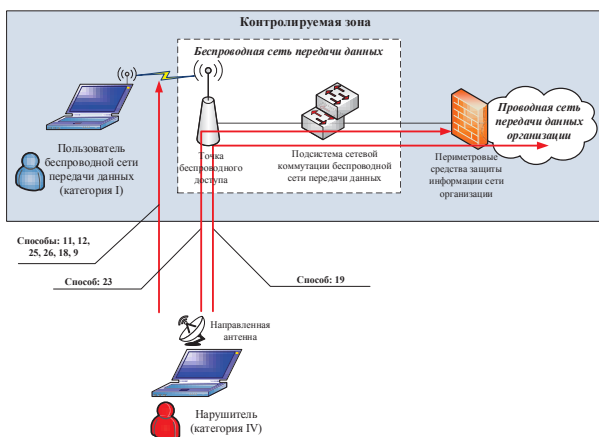 Контролируемая зона
Беспроводная сеть передачи данных
Проводная сеть
передачи данных
организации
Пользователь
беспроводной сети
передачи данных
(категория I)
Точка
беспроводного
доступа
Подсистема сетевой
коммутации беспроводной
сети передачи данных
Периметровые
средства защиты
информации сети
организации
Способы: 11, 12,
25, 26, 18, 9
Способ: 23
Способ: 19
Направленная
антенна
Нарушитель
(категория IV)